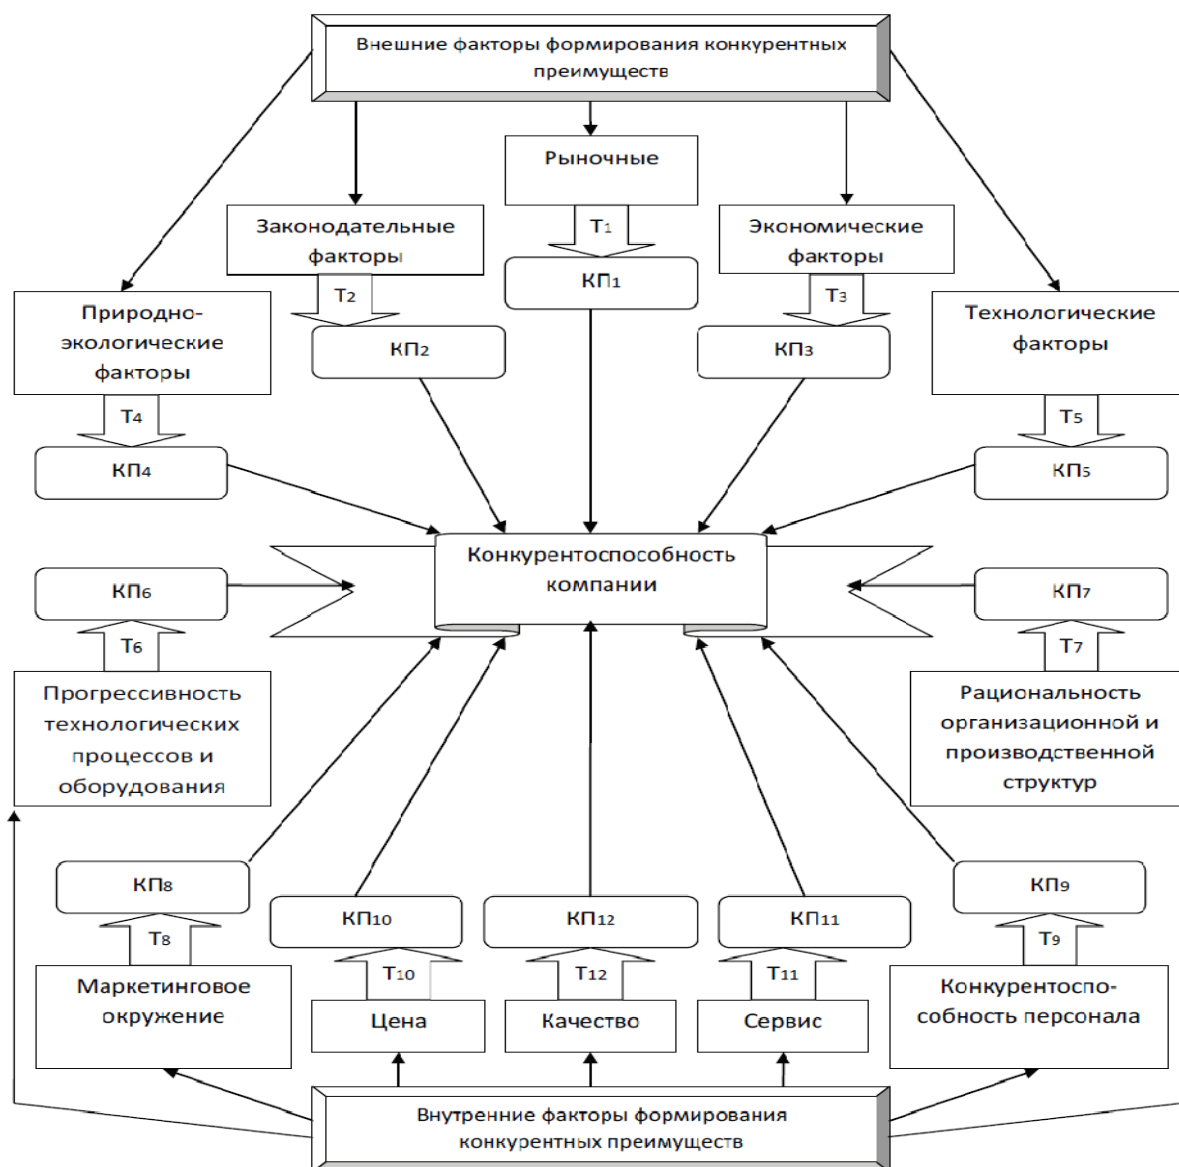 Внешние факторы формирования конкурентных
преимуществ
Рыночные
Законодательные
факторы
Т1
Экономические
факторы
КП1
Т2
Т3
Природно-
экологические
факторы
Технологические
факторы
КП2
КП3
Т4
Т5
КП4
КП5
Конкурентоспособность
компании
КП6
КП7
Т6
Т7
Прогрессивность
технологических
процессов и
оборудования
Рациональность
организационной и
производственной
структур
КП8
КП9
КП10
КП12
КП11
Т8
Т9
Т10
Т12
Т11
Маркетинговое
окружение
Цена
Качество
Сервис
Конкурентоспо-
собность персонала
Внутренние факторы формирования
конкурентных преимуществ